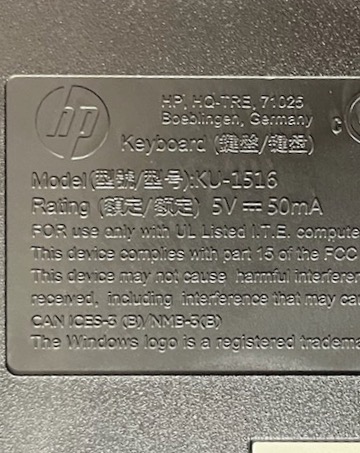 hp
HP, HQ-TRE, 71025
Boeblingen, Germany
C
Keyboard (鍵盤/键盘)
Model(型號/型号):KU-1516
Rating (額定/额定) 5V⎓50mA
FOR use only with UL Listed I.T.E. compute
This device complies with part 15 of the FCC
This device may not cause harmful interferen
received, including interference that may ca
CAN ICES-3 (B)/NMB-3(B)
The Windows logo is a registered tradema